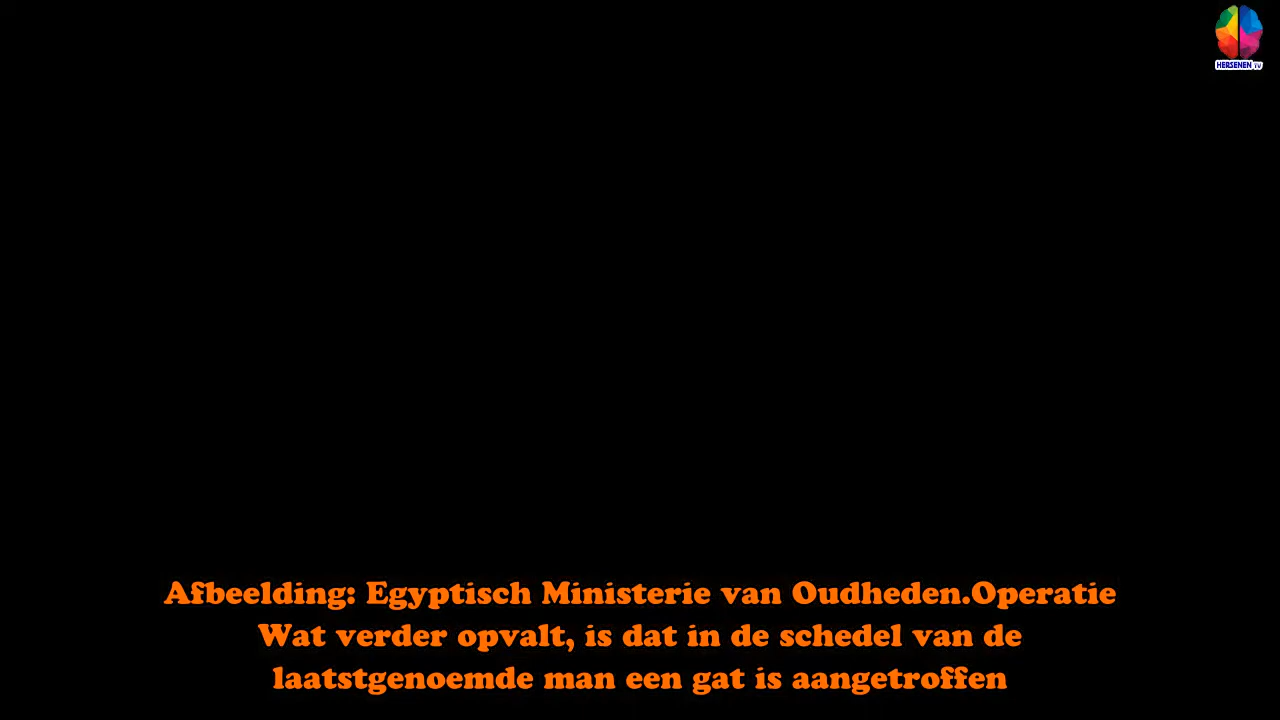 HERSENEN TV
Afbeelding: Egyptisch Ministerie van Oudheden.Operatie
Wat verder opvalt, is dat in de schedel van de
laatstgenoemde man een gat is aangetroffen